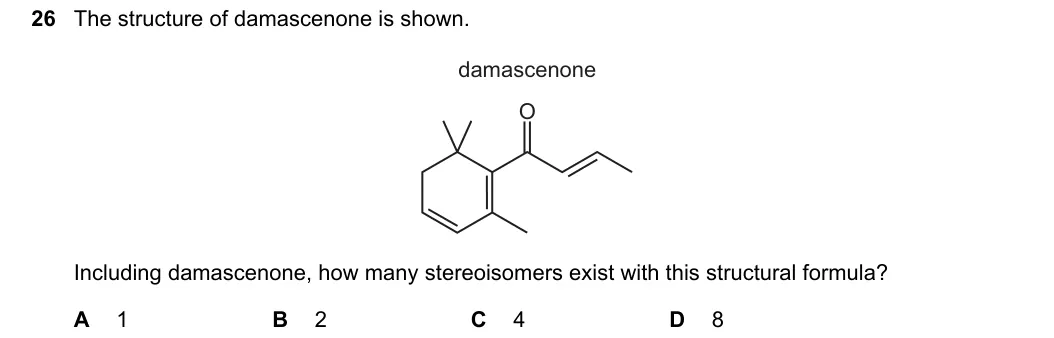 26 The structure of damascenone is shown.
damascenone
O
Including damascenone, how many stereoisomers exist with this structural formula?
A 1 B 2 C 4 D 8